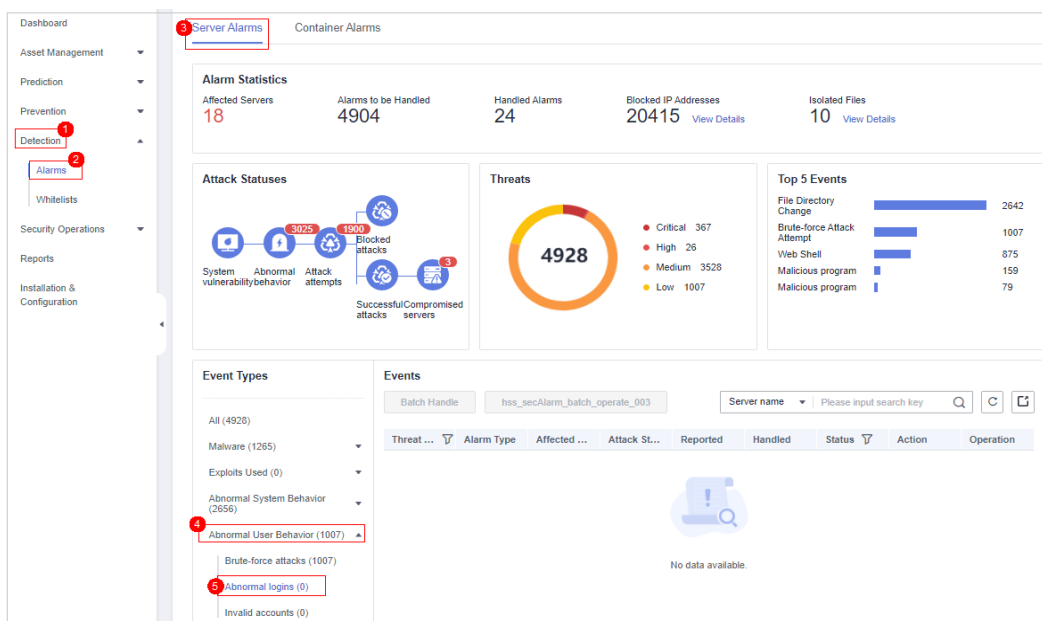 Dashboard
Asset Management
Prediction
Prevention
1
Detection
2
Alarms
Whitelists
Security Operations
Reports
Installation &
Configuration
3
Server Alarms
Container Alarms
Alarm Statistics
Affected Servers
18
Alarms to be Handled
4904
Handled Alarms
24
Blocked IP Addresses
20415 View Details
Isolated Files
10 View Details
Attack Statuses
3025
1900
Blocked
attacks
System
vulnerability
Abnormal
behavior
Attack
attempts
3
Successful
attacks
Compromised
servers
Threats
4928
Critical 367
High 26
Medium 3528
Low 1007
Top 5 Events
File Directory
Change
2642
Brute-force Attack
Attempt
1007
Web Shell 875
Malicious program 159
Malicious program 79
Event Types
All (4928)
Malware (1265)
Exploits Used (0)
Abnormal System Behavior
(2656)
4
Abnormal User Behavior (1007)
Brute-force attacks (1007)
5
Abnormal logins (0)
Invalid accounts (0)
Events
Batch Handle
hss_secAlarm_batch_operate_003
Server name
Please input search key
Threat ... Alarm Type Affected ... Attack St... Reported Handled Status Action Operation
No data available.